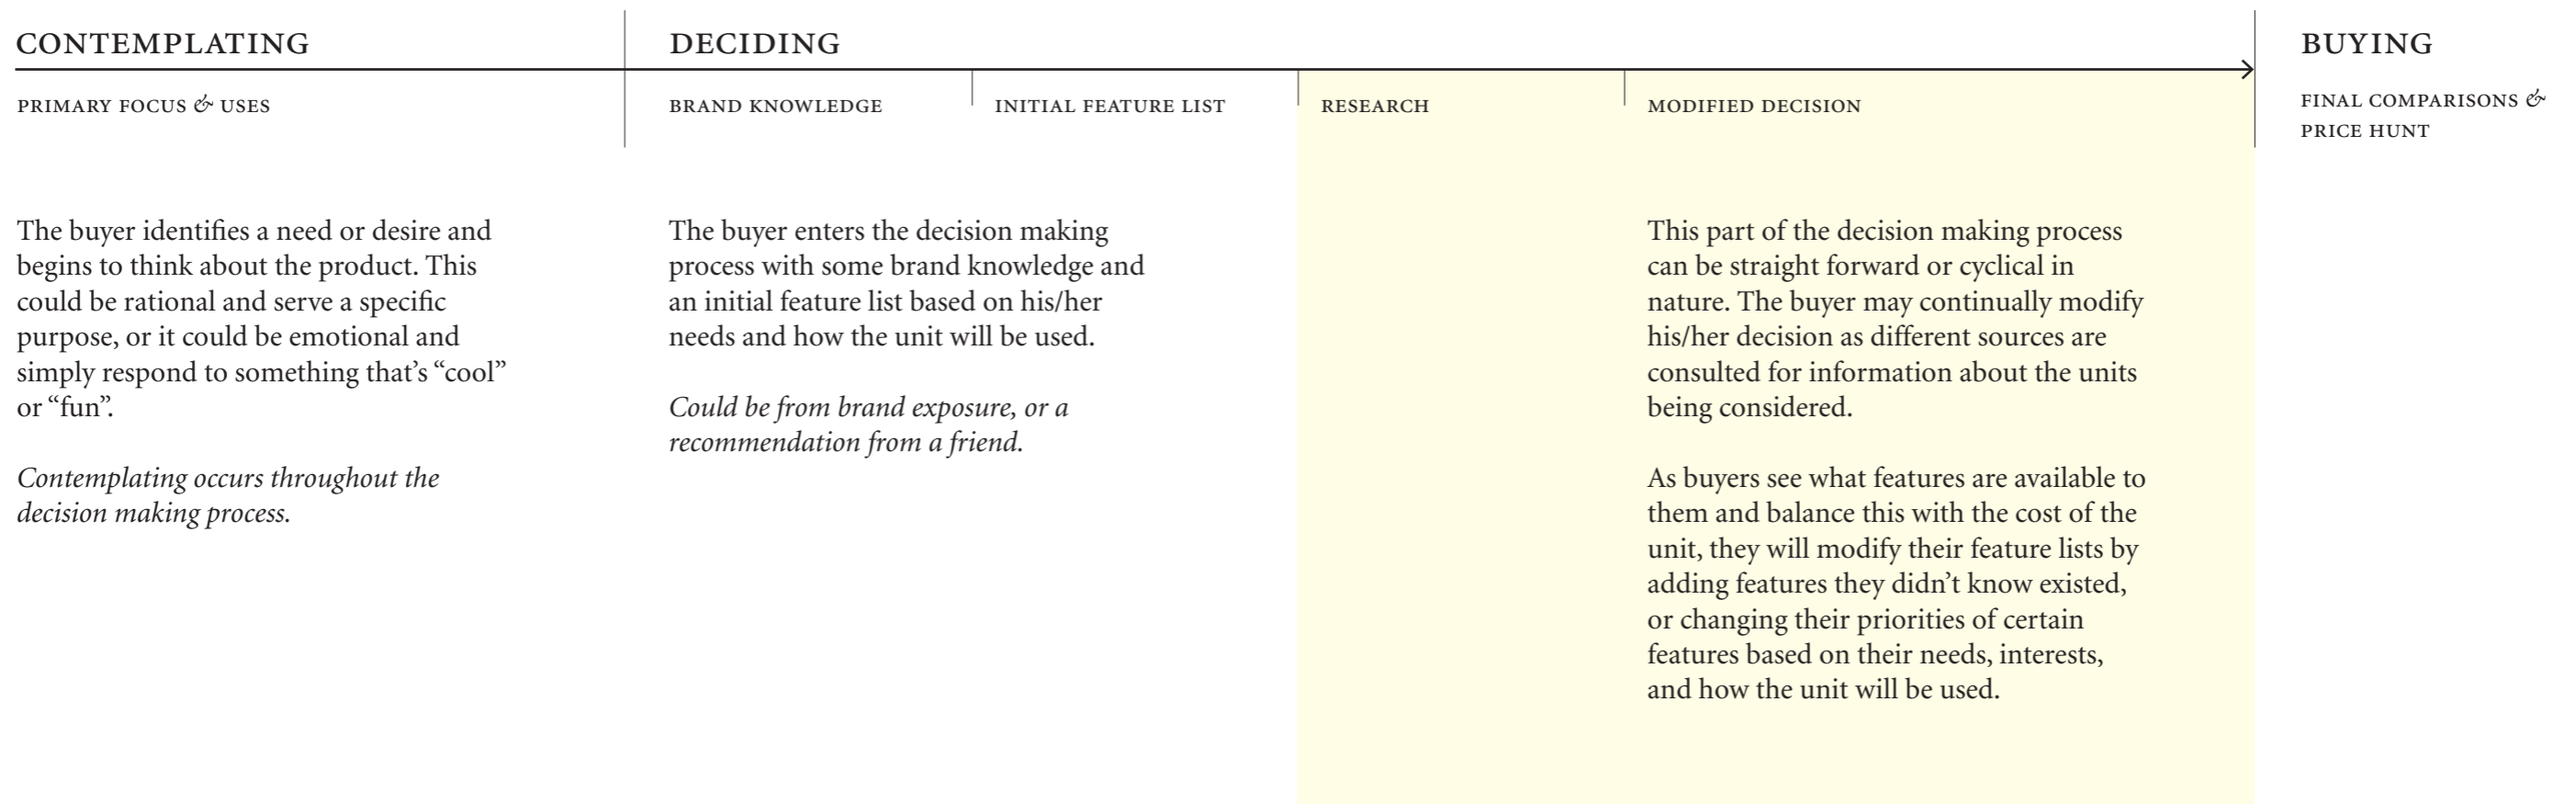 CONTEMPLATING
DECIDING
BUYING
PRIMARY FOCUS & USES
BRAND KNOWLEDGE
INITIAL FEATURE LIST
RESEARCH
MODIFIED DECISION
FINAL COMPARISONS &
PRICE HUNT
The buyer identifies a need or desire and
begins to think about the product. This
could be rational and serve a specific
purpose, or it could be emotional and
simply respond to something that’s “cool”
or “fun”.
Contemplating occurs throughout the
decision making process.
The buyer enters the decision making
process with some brand knowledge and
an initial feature list based on his/her
needs and how the unit will be used.
Could be from brand exposure, or a
recommendation from a friend.
This part of the decision making process
can be straight forward or cyclical in
nature. The buyer may continually modify
his/her decision as different sources are
consulted for information about the units
being considered.
As buyers see what features are available to
them and balance this with the cost of the
unit, they will modify their feature lists by
adding features they didn’t know existed,
or changing their priorities of certain
features based on their needs, interests,
and how the unit will be used.